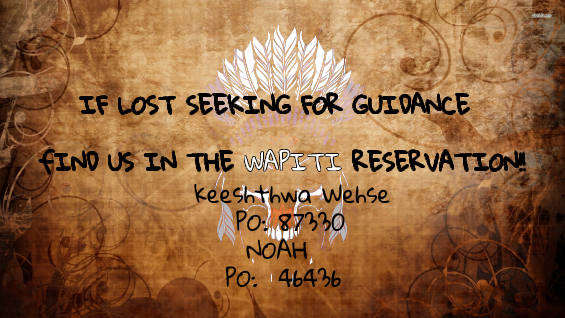 IF LOST SEEKING FOR GUIDANCE
FIND US IN THE WAPITI RESERVATION!!
Keeshthwa Wehse
PO: 87330
NOAH
PO: 46436